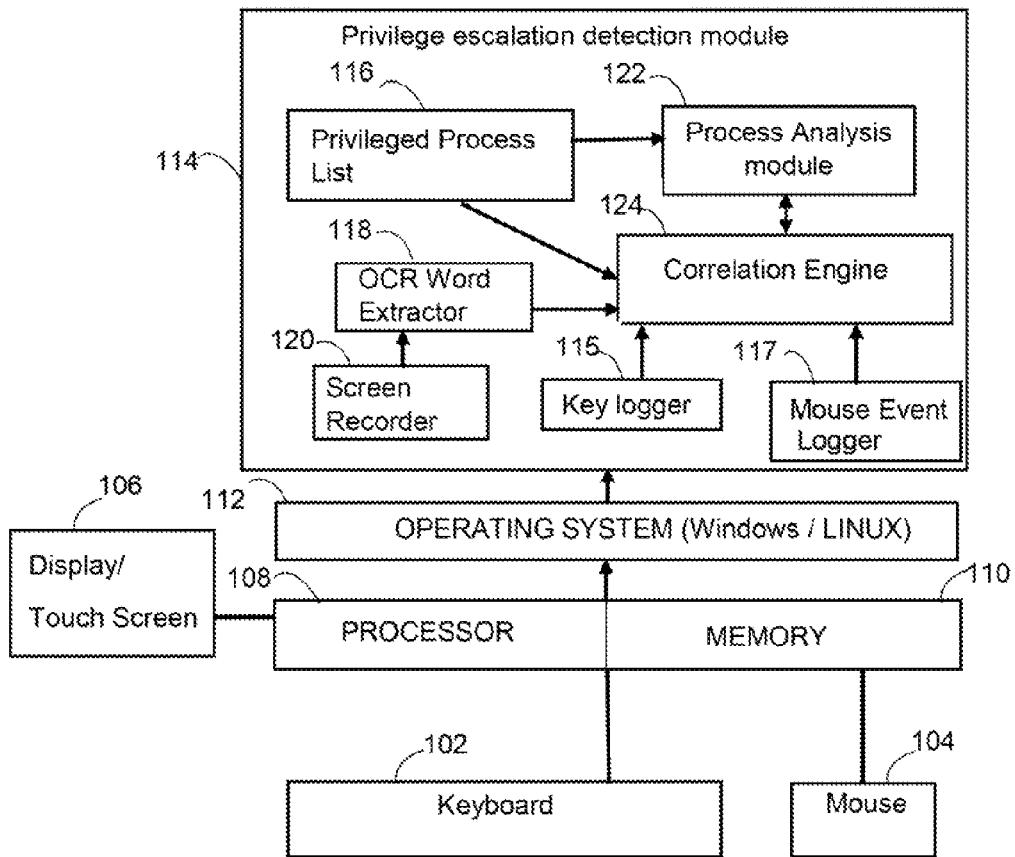 Privilege escalation detection module
116
122
Privileged Process
List
Process Analysis
module
114
124
118
Correlation Engine
OCR Word
Extractor
120
115
117
Screen
Recorder
Key logger
Mouse Event
Logger
106
112
OPERATING SYSTEM (Windows / LINUX)
Display/
Touch Screen
108
110
PROCESSOR
MEMORY
102
104
Keyboard
Mouse